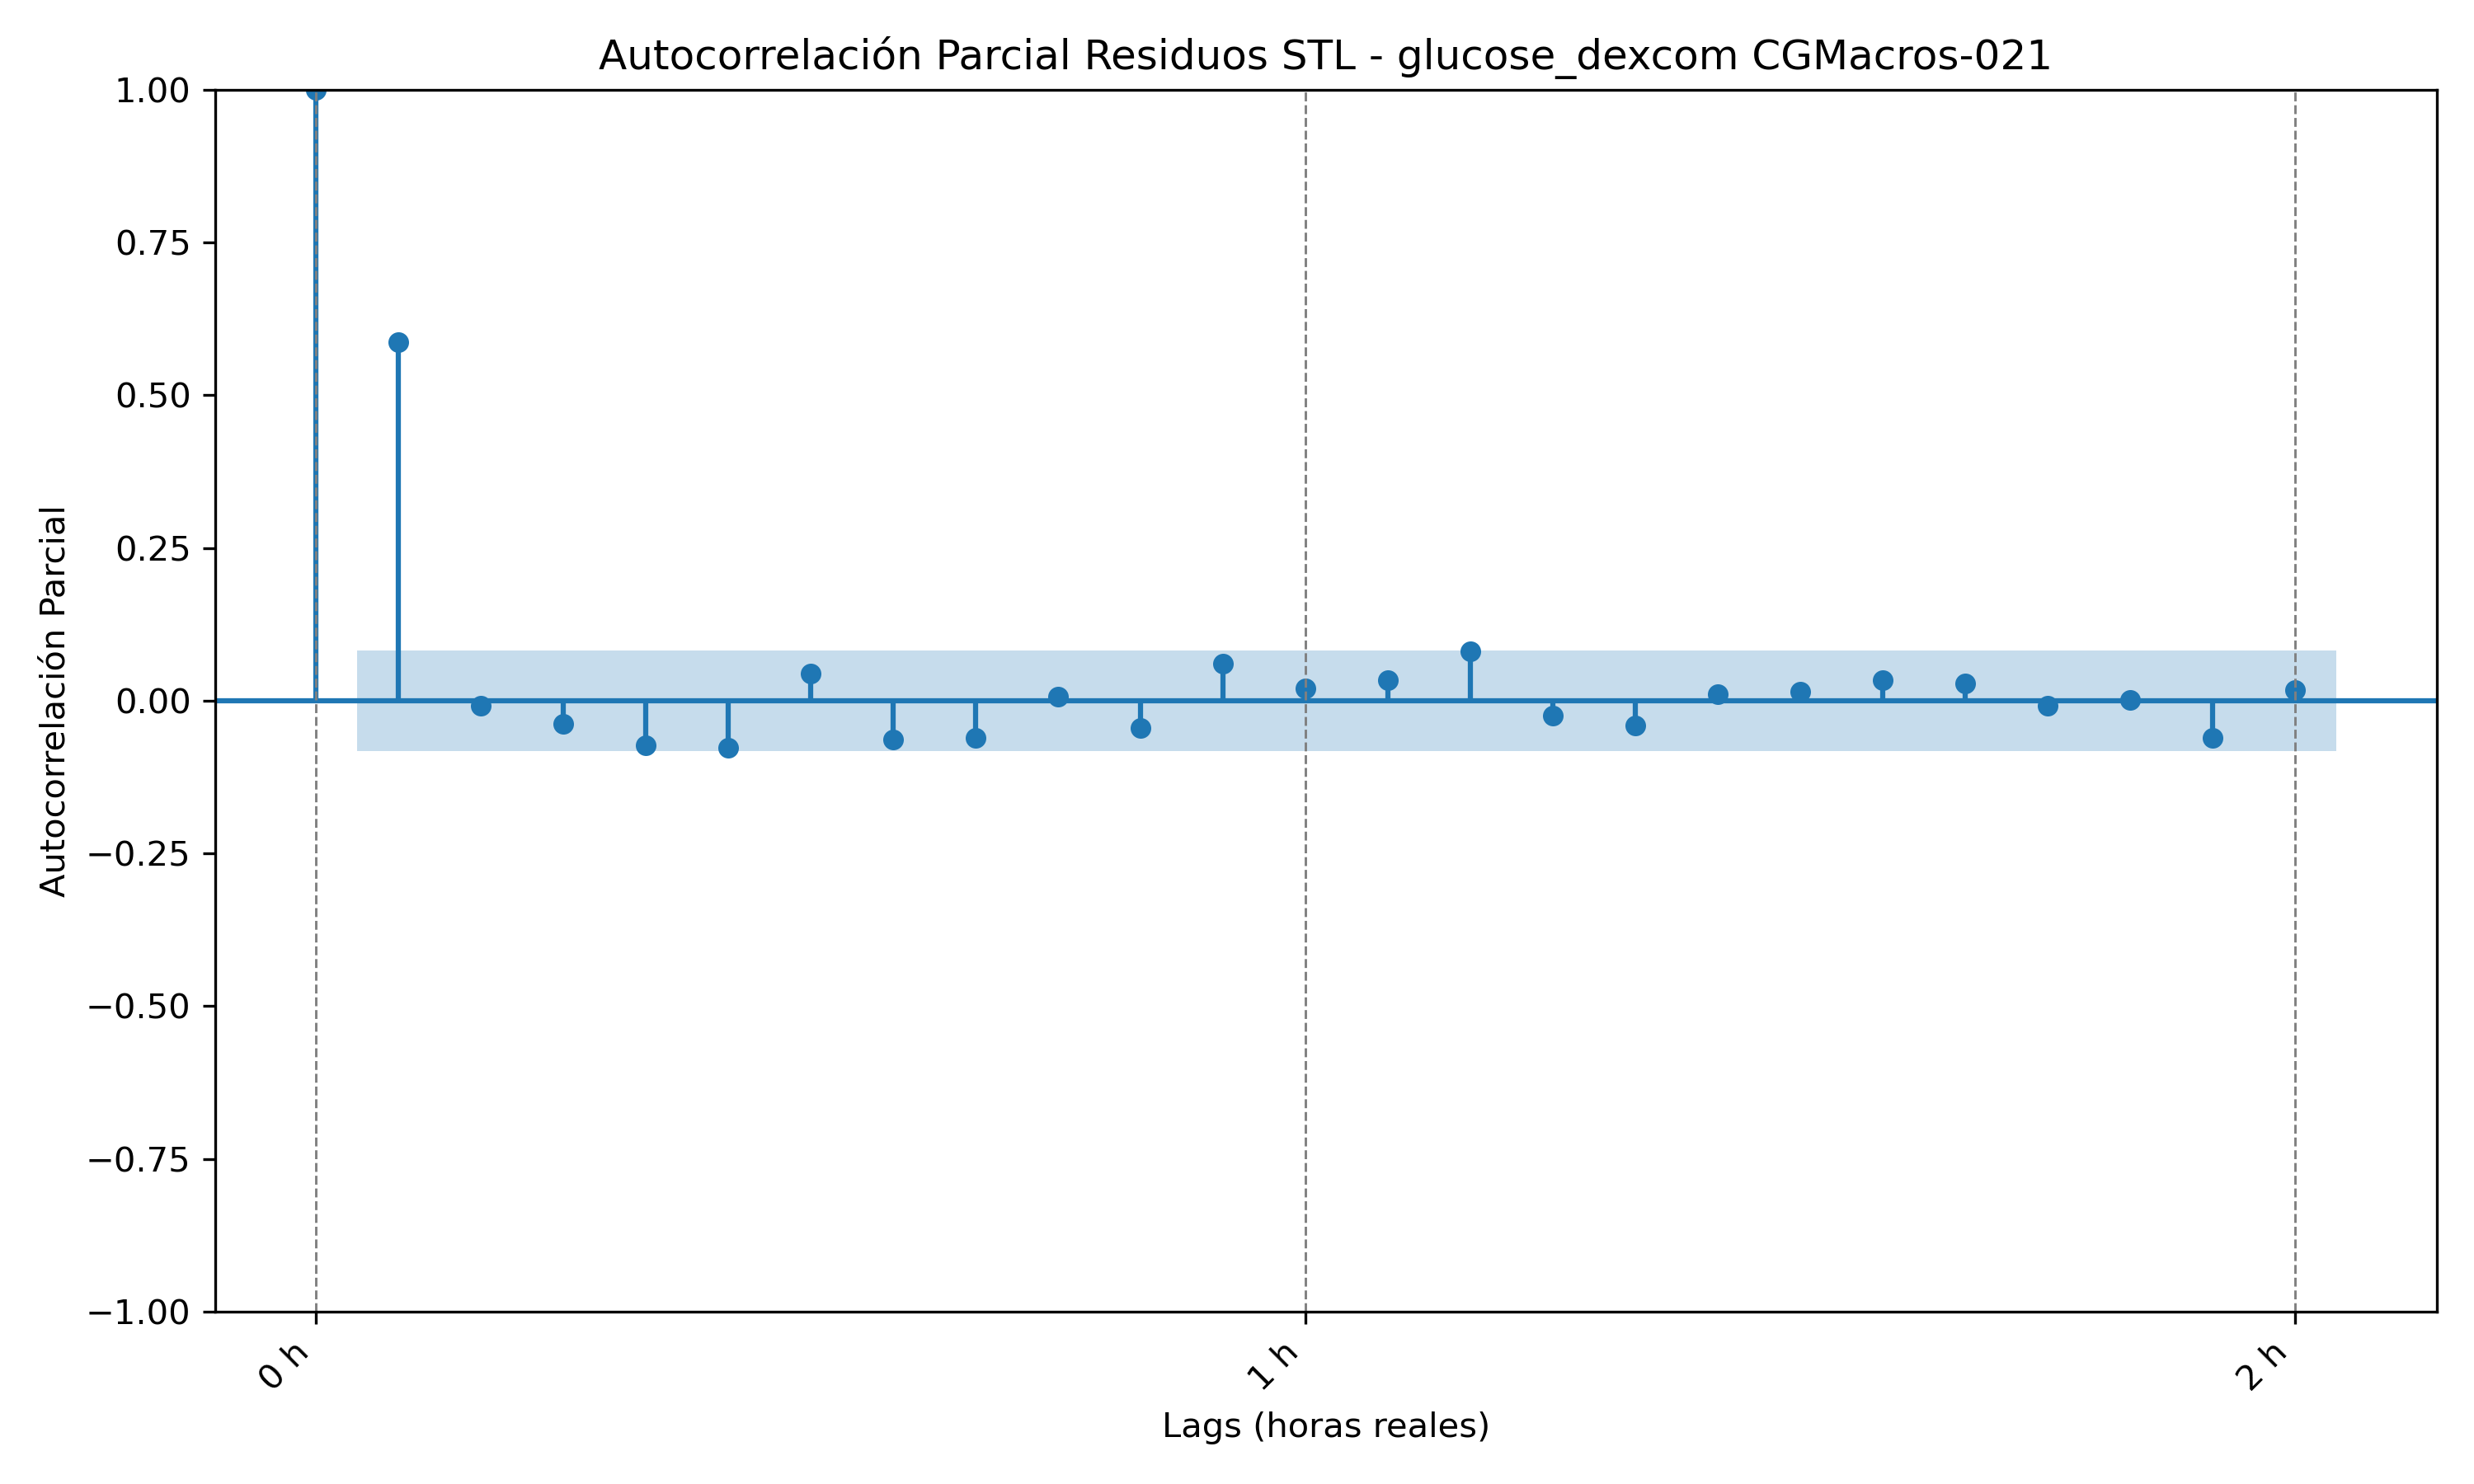 Autocorrelación Parcial Residuos STL - glucose_dexcom CGMacros-021
1.00
0.75
0.50
0.25
0.00
−0.25
−0.50
−0.75
−1.00
Autocorrelación Parcial
0 h
1 h
2 h
Lags (horas reales)